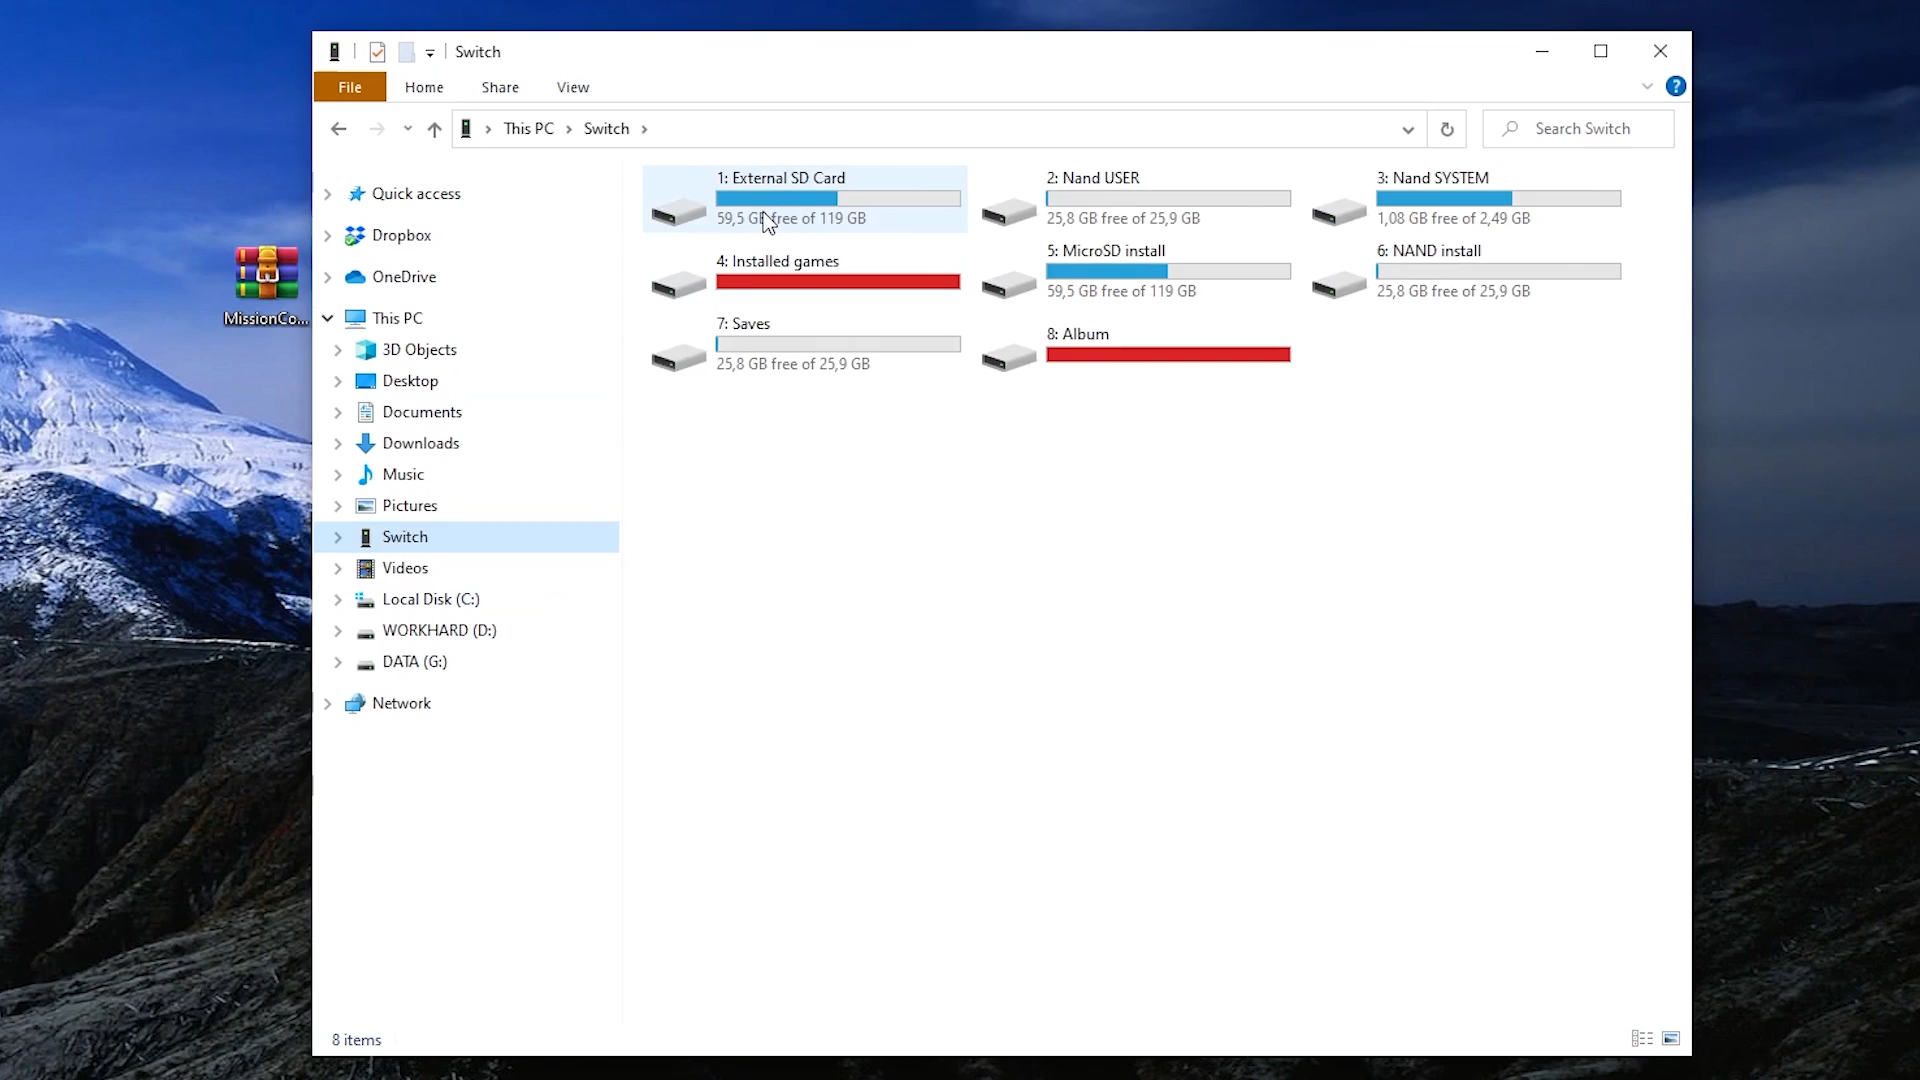 Switch
File Home Share View
This PC Switch
Search Switch
Quick access
Dropbox
OneDrive
This PC
3D Objects
Desktop
Documents
Downloads
Music
Pictures
Switch
Videos
Local Disk (C:)
WORKHARD (D:)
DATA (G:)
Network
1: External SD Card
59,5 GB free of 119 GB
2: Nand USER
25,8 GB free of 25,9 GB
3: Nand SYSTEM
1,08 GB free of 2,49 GB
4: Installed games
5: MicroSD install
59,5 GB free of 119 GB
6: NAND install
25,8 GB free of 25,9 GB
7: Saves
25,8 GB free of 25,9 GB
8: Album
MissionCo...
8 items